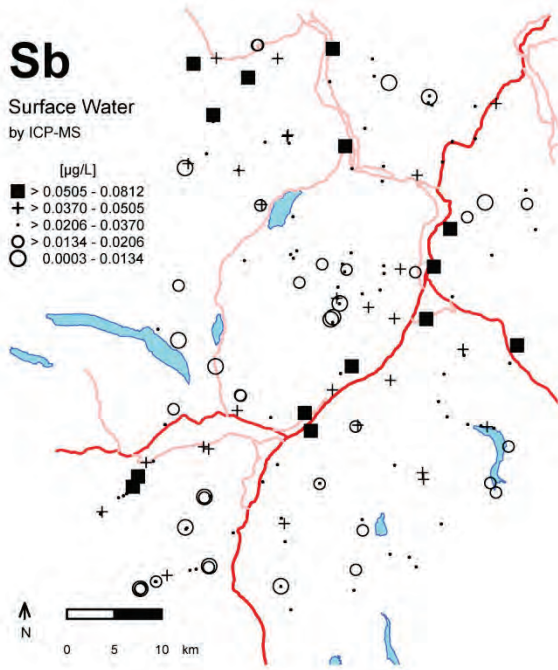 Sb
Surface Water
by ICP-MS
[µg/L]
> 0.0505 - 0.0812
> 0.0370 - 0.0505
> 0.0206 - 0.0370
> 0.0134 - 0.0206
0.0003 - 0.0134
N
0 5 10 km